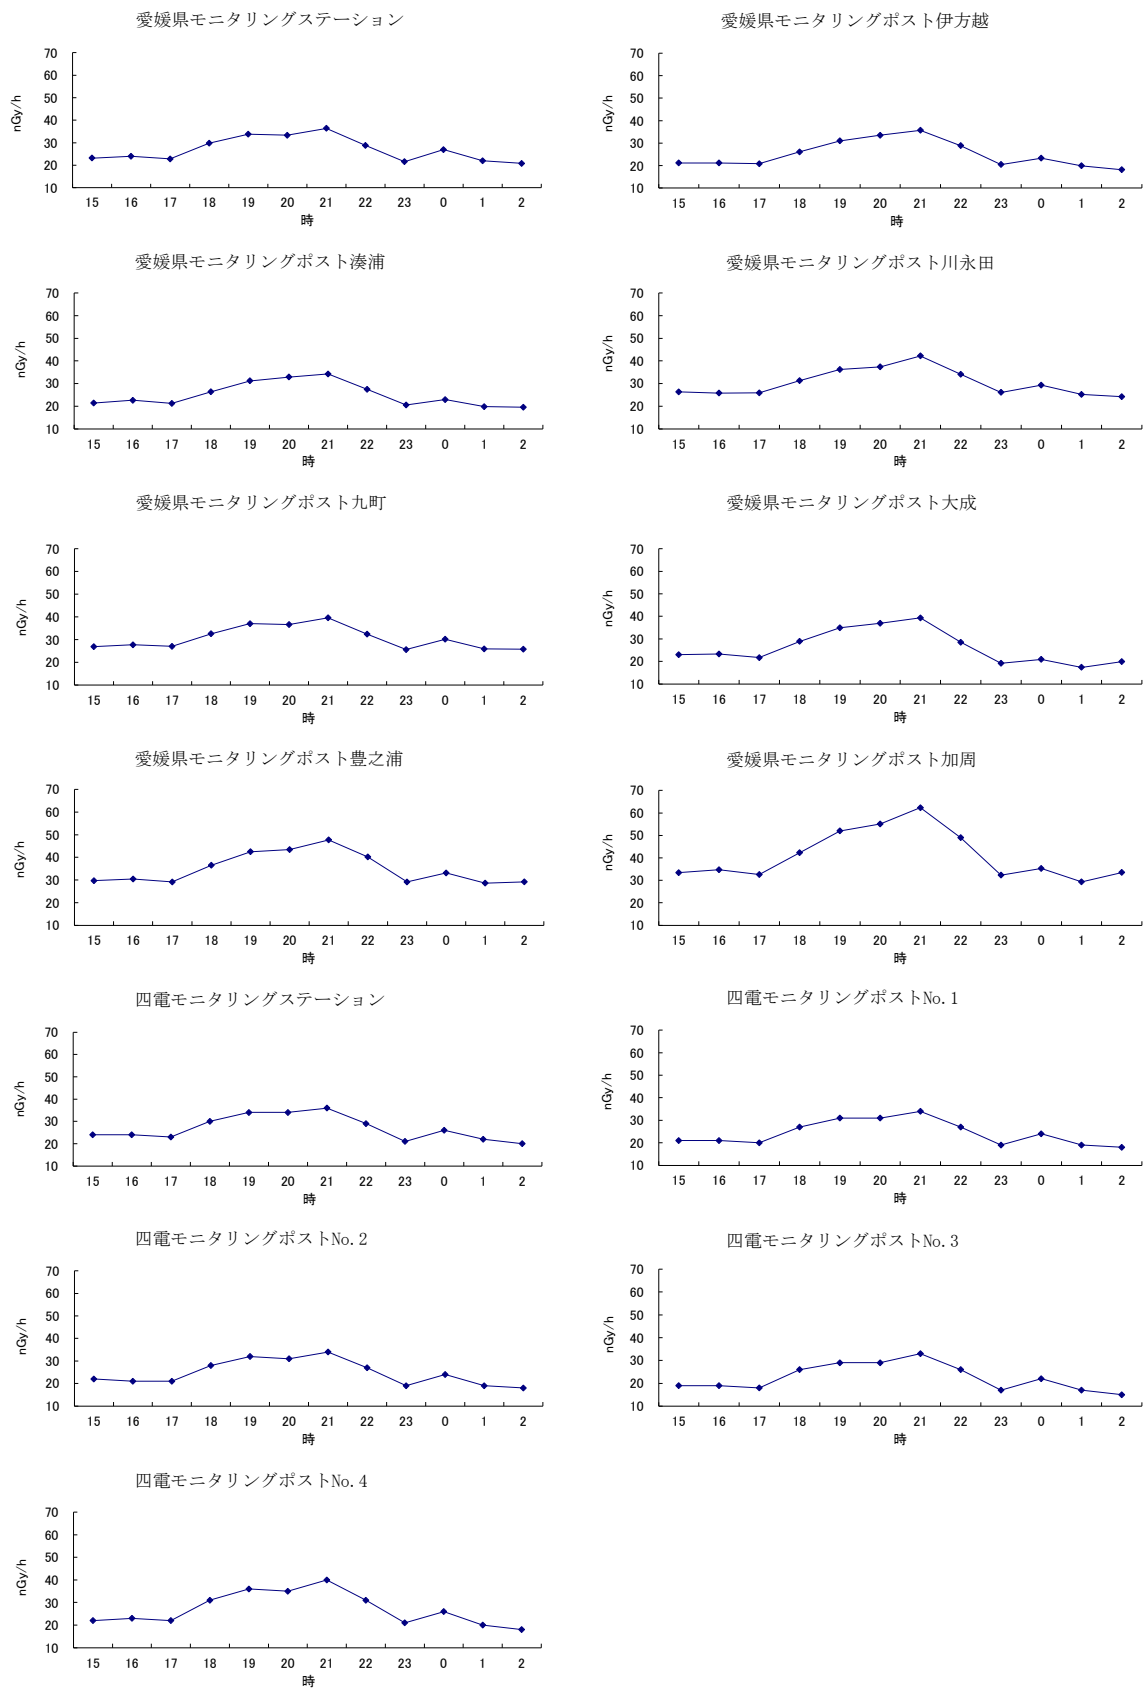 愛媛県モニタリングステーション
70
60
50
40
30
20
10
nGy/h
15 16 17 18 19 20 21 22 23 0 1 2
時
愛媛県モニタリングポスト伊方越
70
60
50
40
30
20
10
nGy/h
15 16 17 18 19 20 21 22 23 0 1 2
時
愛媛県モニタリングポスト湊浦
70
60
50
40
30
20
10
nGy/h
15 16 17 18 19 20 21 22 23 0 1 2
時
愛媛県モニタリングポスト川永田
70
60
50
40
30
20
10
nGy/h
15 16 17 18 19 20 21 22 23 0 1 2
時
愛媛県モニタリングポスト九町
70
60
50
40
30
20
10
nGy/h
15 16 17 18 19 20 21 22 23 0 1 2
時
愛媛県モニタリングポスト大成
70
60
50
40
30
20
10
nGy/h
15 16 17 18 19 20 21 22 23 0 1 2
時
愛媛県モニタリングポスト豊之浦
70
60
50
40
30
20
10
nGy/h
15 16 17 18 19 20 21 22 23 0 1 2
時
愛媛県モニタリングポスト加周
70
60
50
40
30
20
10
nGy/h
15 16 17 18 19 20 21 22 23 0 1 2
時
四電モニタリングステーション
70
60
50
40
30
20
10
nGy/h
15 16 17 18 19 20 21 22 23 0 1 2
時
四電モニタリングポストNo.1
70
60
50
40
30
20
10
nGy/h
15 16 17 18 19 20 21 22 23 0 1 2
時
四電モニタリングポストNo.2
70
60
50
40
30
20
10
nGy/h
15 16 17 18 19 20 21 22 23 0 1 2
時
四電モニタリングポストNo.3
70
60
50
40
30
20
10
nGy/h
15 16 17 18 19 20 21 22 23 0 1 2
時
四電モニタリングポストNo.4
70
60
50
40
30
20
10
nGy/h
15 16 17 18 19 20 21 22 23 0 1 2
時